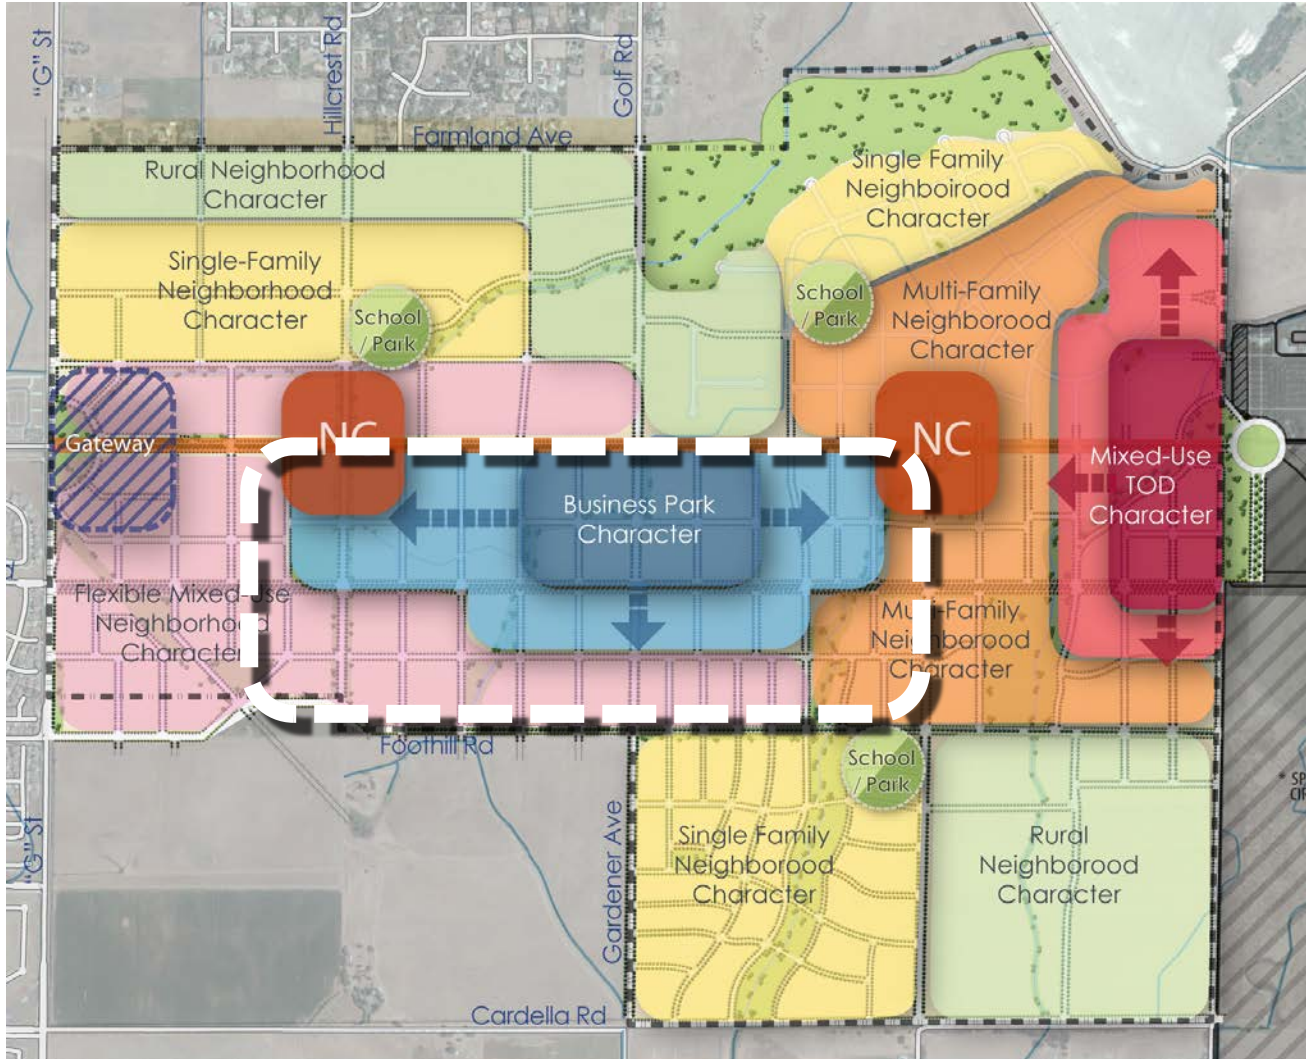 "G" St
Hillcrest Rd
Golf Rd
Farmland Ave
Rural Neighborhood
Character
Single Family
Neighboirood
Character
Single-Family
Neighborhood
Character
School
/ Park
School
/ Park
Multi-Family
Neighborood
Character
Gateway
NC
NC
Mixed-Use
TOD
Character
Business Park
Character
Flexible Mixed-Use
Neighborhood
Character
Multi-Family
Neighborood
Character
Foothill Rd
School
/ Park
"G" St
Gardener Ave
Single Family
Neighborood
Character
Rural
Neighborood
Character
Cardella Rd